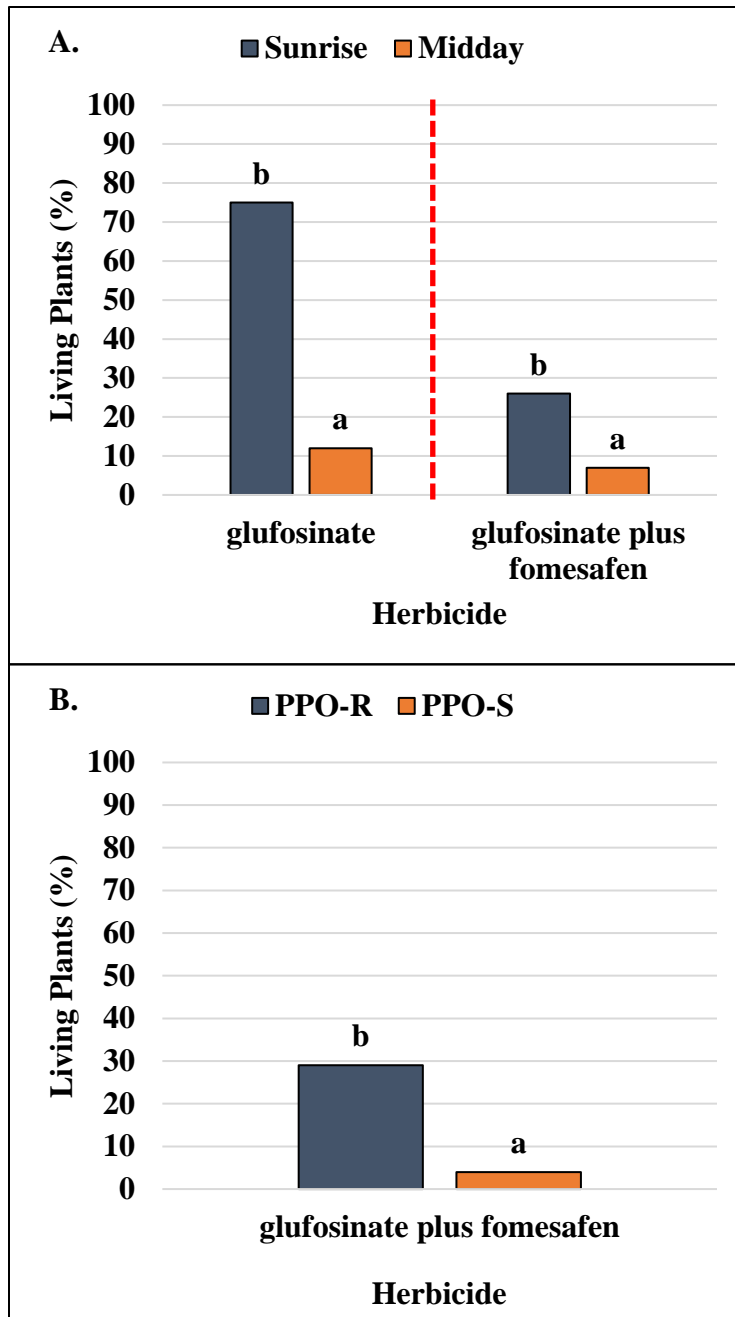 A.
Sunrise Midday
100
90
80
70
60
50
40
30
20
10
0
Living Plants (%)
b
a
b
a
glufosinate
glufosinate plus
fomesafen
Herbicide
B.
PPO-R PPO-S
100
90
80
70
60
50
40
30
20
10
0
Living Plants (%)
b
a
glufosinate plus fomesafen
Herbicide